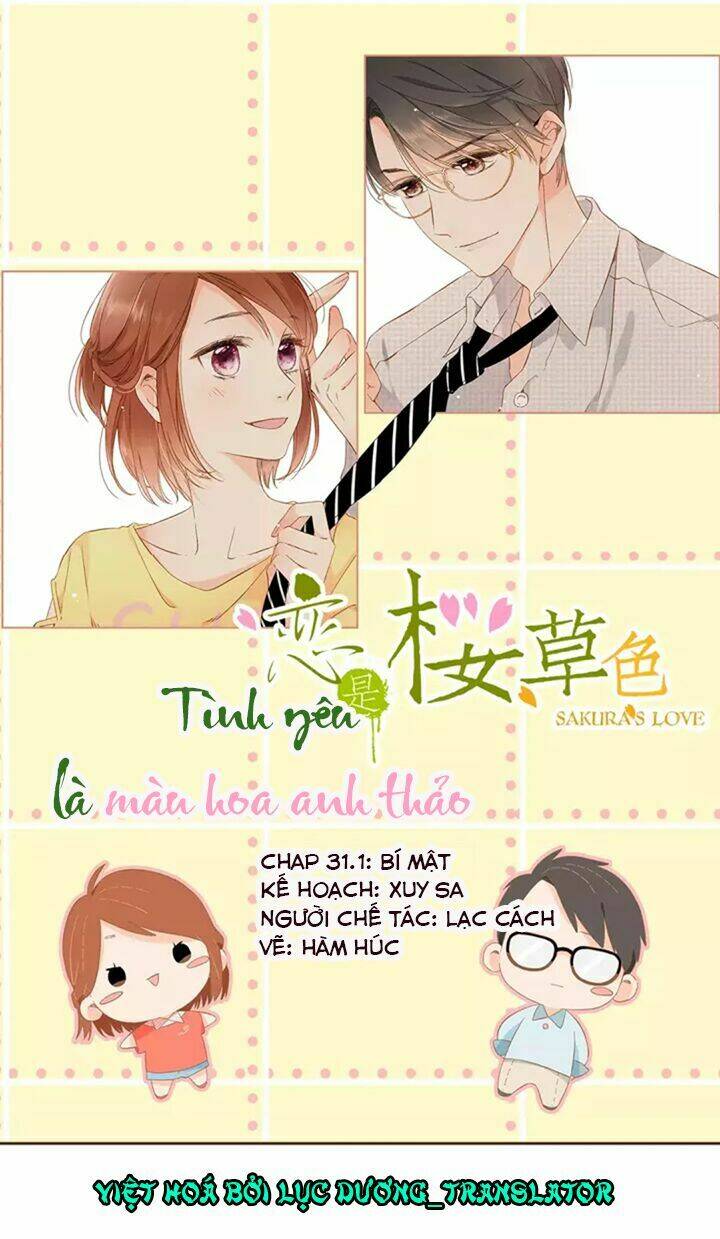 恋是樱草色
SAKURA'S LOVE
Tình yêu
là màu hoa anh thảo
CHAP 31.1: BÍ MẬT
KẾ HOẠCH: XUY SA
NGƯỜI CHẾ TÁC: LẠC CÁCH
VẼ: HÀM HÚC
VIỆT HOÁ BỞI LỤC DƯƠNG_TRANSLATOR